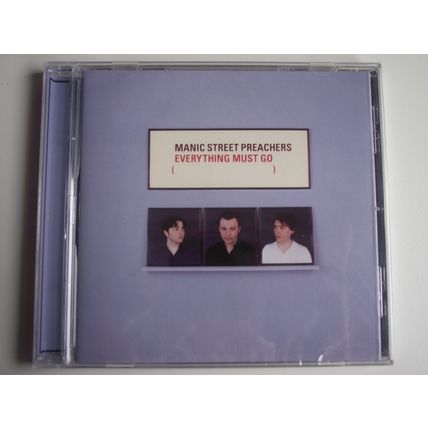 MANIC STREET PREACHERS
EVERYTHING MUST GO
( )